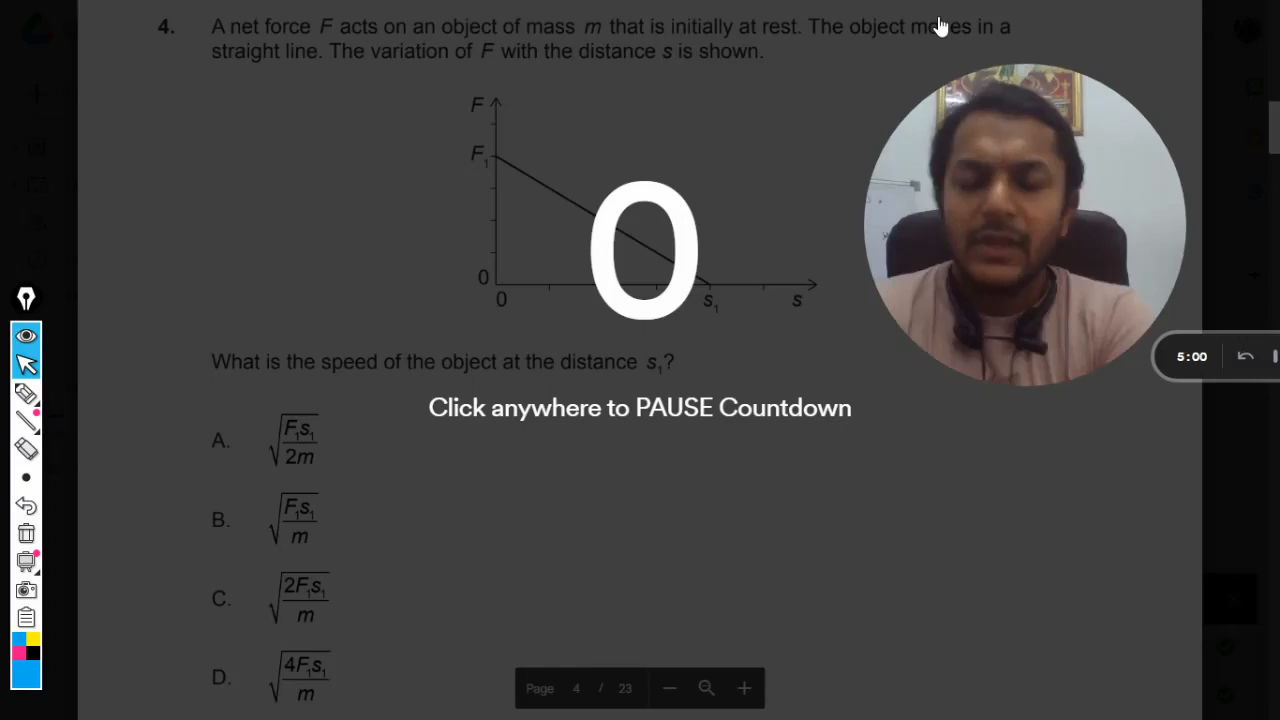 4. A net force F acts on an object of mass m that is initially at rest. The object moves in a
straight line. The variation of F with the distance s is shown.
F
F₁
0
0
0
s₁
s
5:00
What is the speed of the object at the distance s₁?
Click anywhere to PAUSE Countdown
A. √(F₁s₁/2m)
B. √(F₁s₁/m)
C. √(2F₁s₁/m)
D. √(4F₁s₁/m)
Page 4 / 23